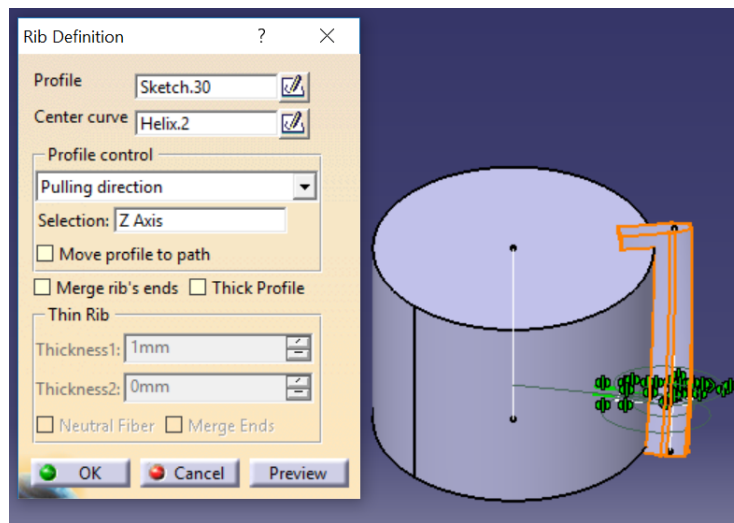 Rib Definition ?
Profile Sketch.30
Center curve Helix.2
Profile control
Pulling direction
Selection: Z Axis
Move profile to path
Merge rib's ends Thick Profile
Thin Rib
Thickness1: 1mm
Thickness2: 0mm
Neutral Fiber Merge Ends
OK Cancel Preview